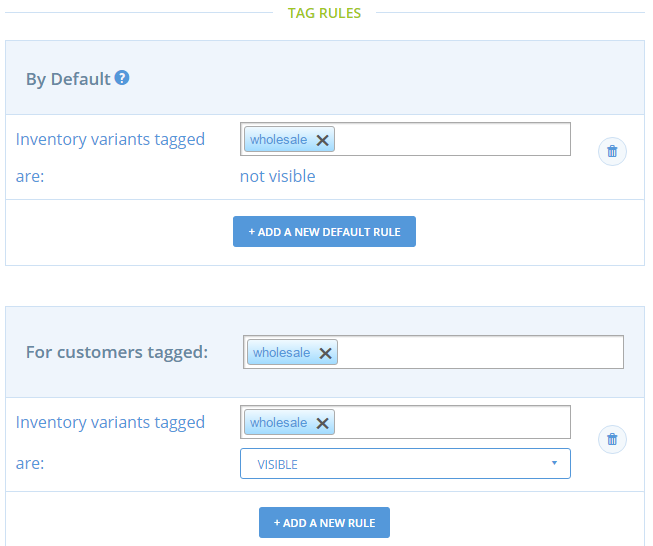 TAG RULES
By Default ?
Inventory variants tagged
wholesale
are:
not visible
+ ADD A NEW DEFAULT RULE
For customers tagged:
wholesale
Inventory variants tagged
wholesale
are:
VISIBLE
+ ADD A NEW RULE